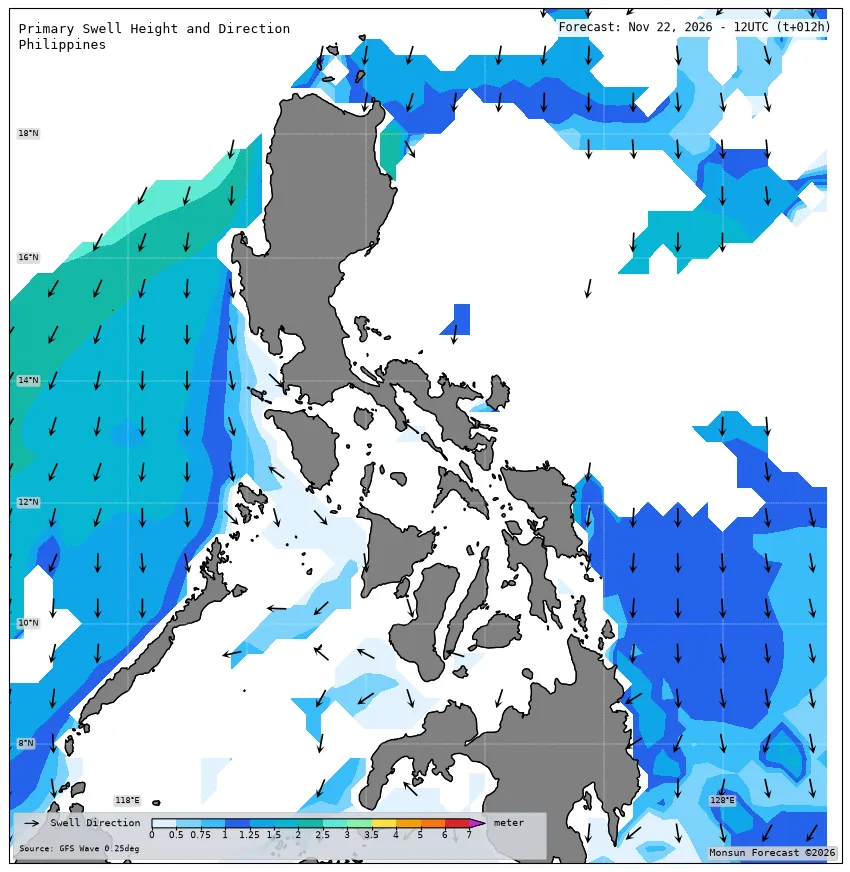 Primary Swell Height and Direction
Philippines
Forecast: Nov 22, 2026 - 12UTC (t+012h)
18°N
16°N
14°N
12°N
10°N
8°N
118°E
128°E
Swell Direction
0 0.5 0.75 1 1.25 1.5 2 2.5 3 3.5 4 5 6 7
meter
Source: GFS Wave 0.25deg
Monsun Forecast ©2026